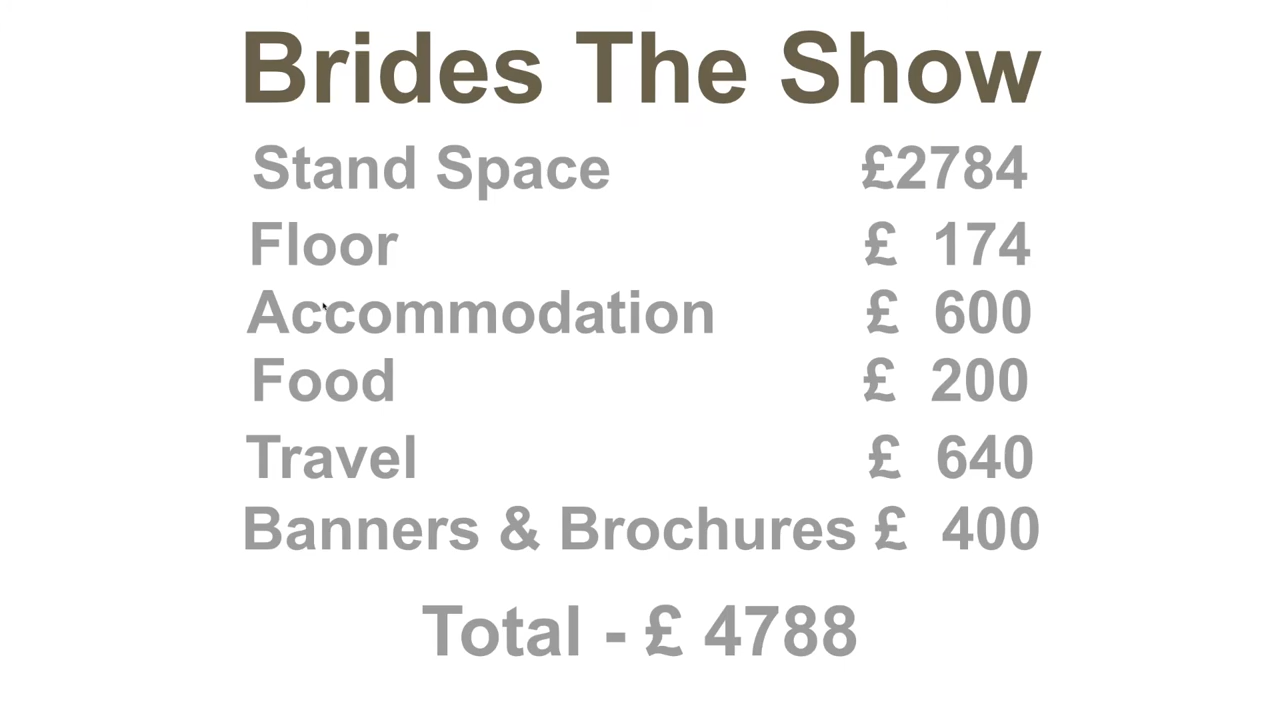 Brides The Show
Stand Space £2784
Floor £ 174
Accommodation £ 600
Food £ 200
Travel £ 640
Banners & Brochures £ 400
Total - £ 4788